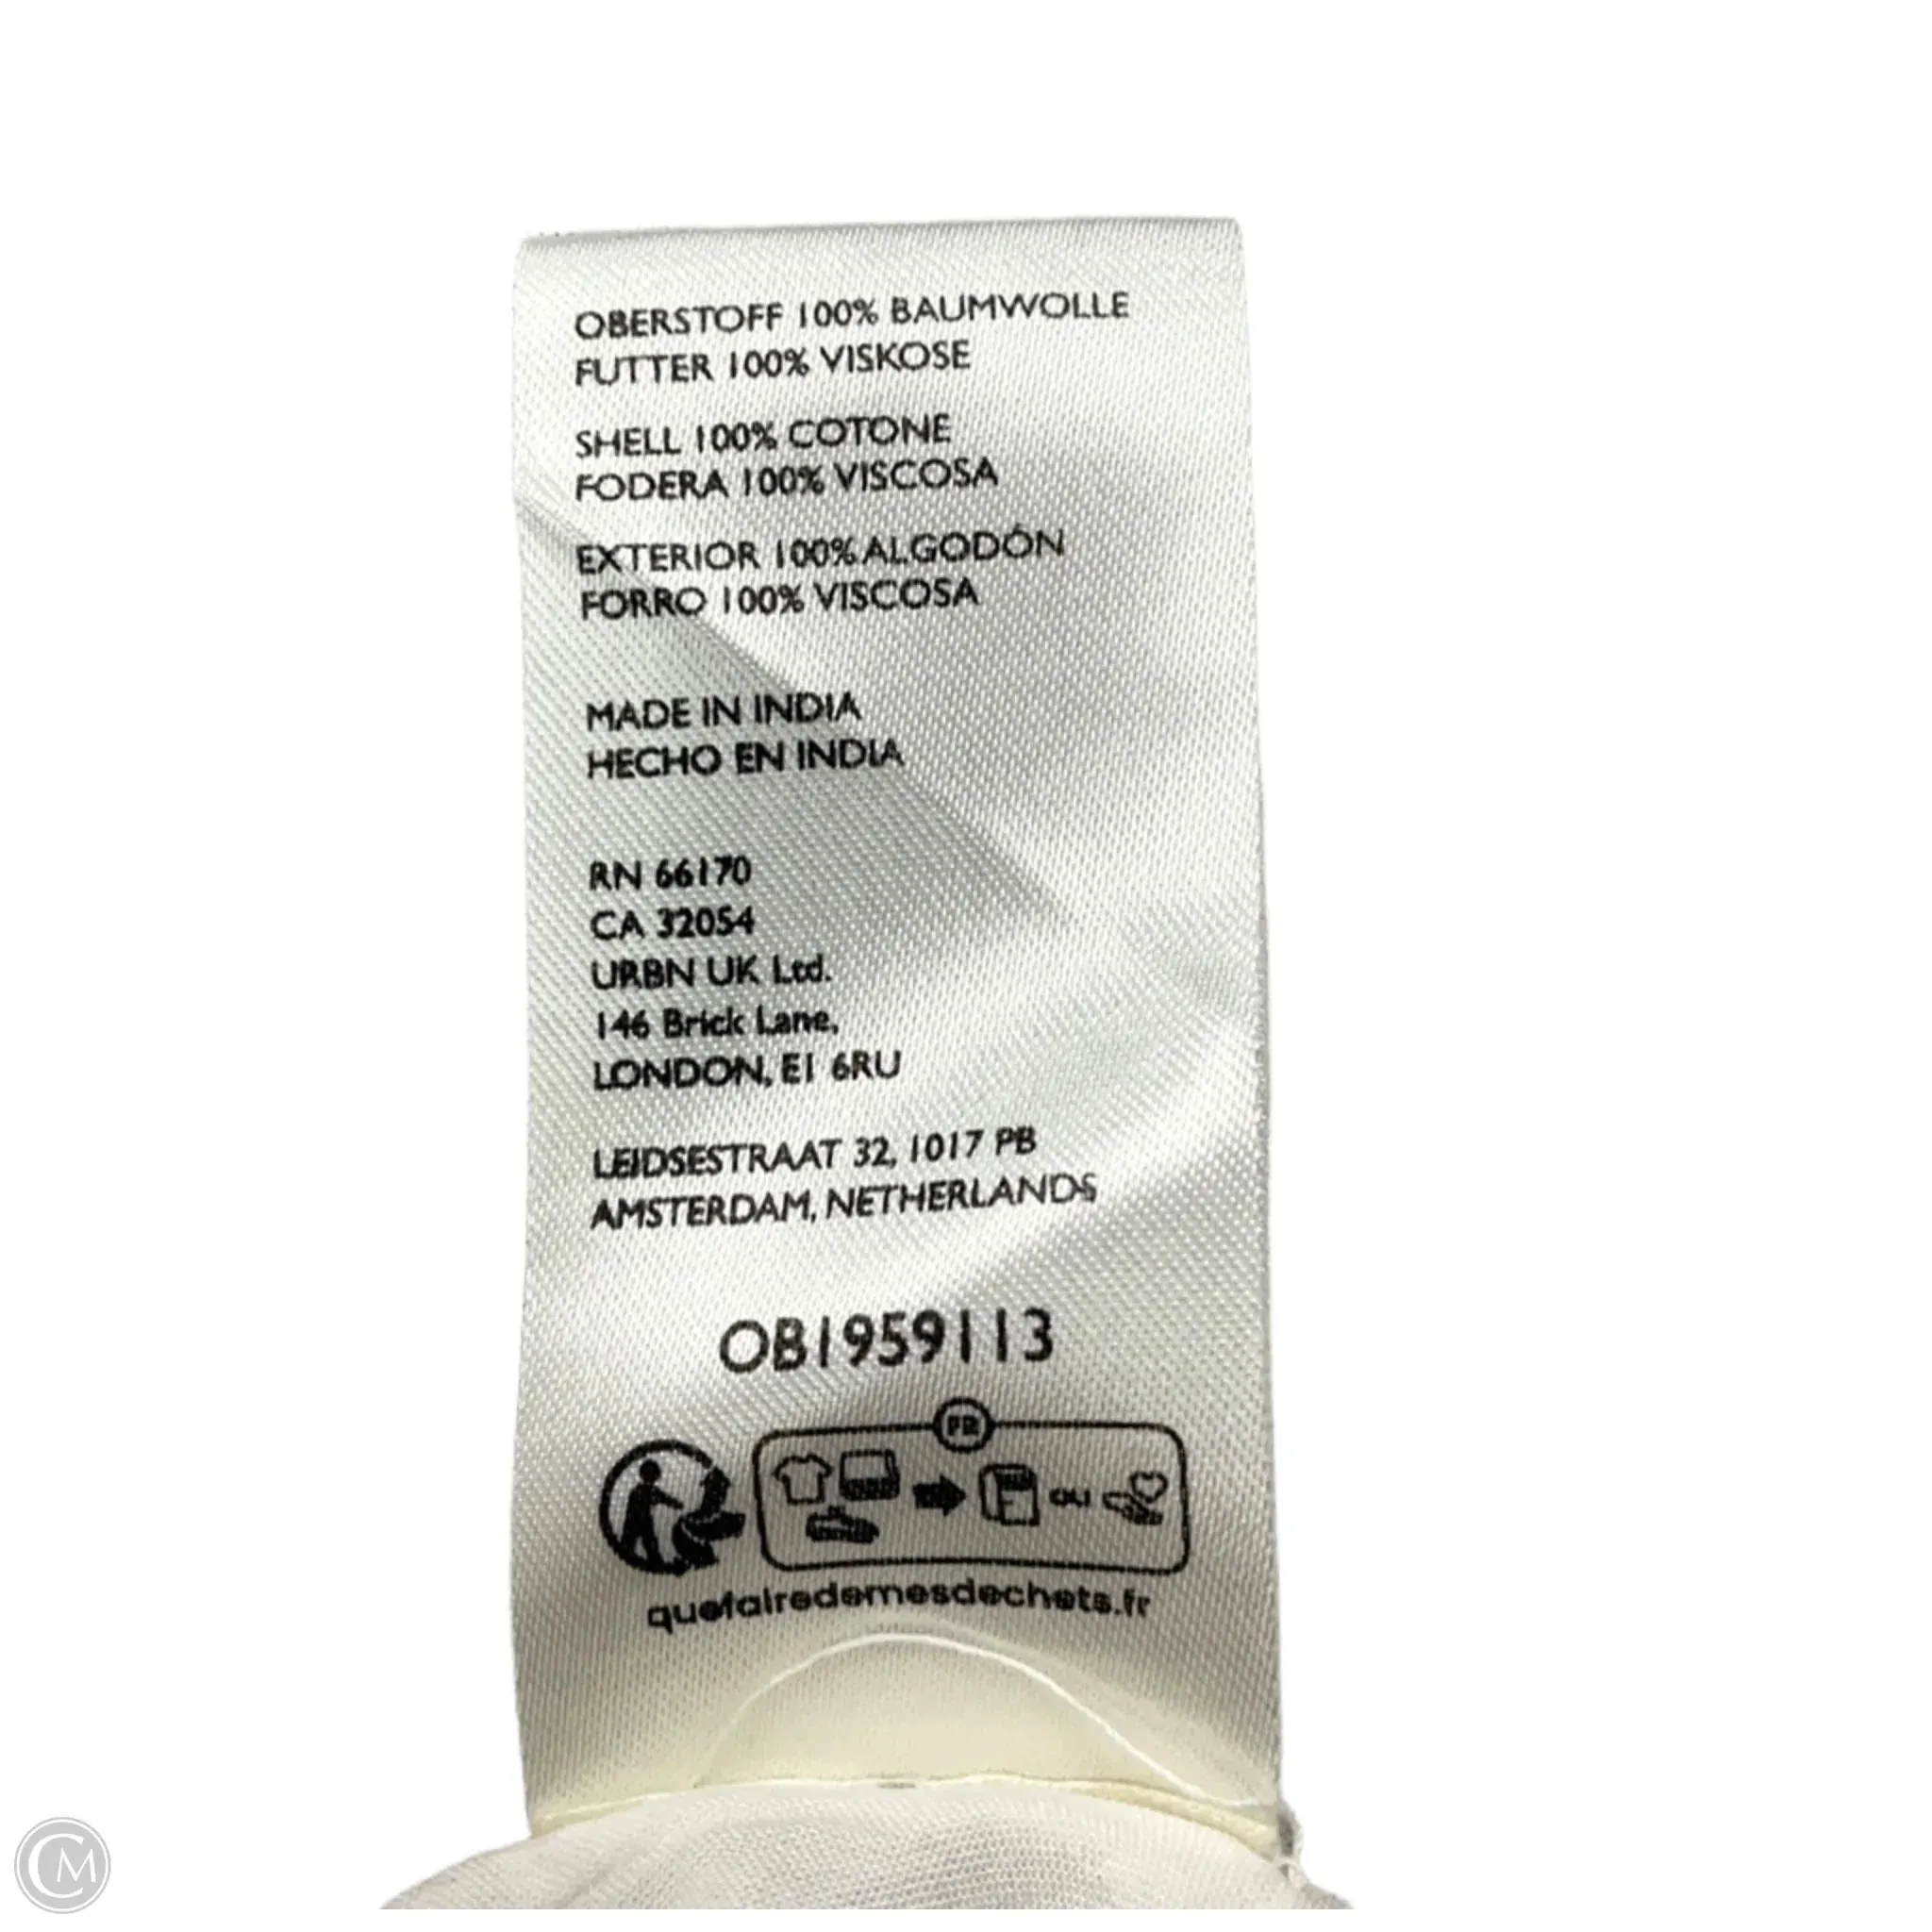 OBERSTOFF 100% BAUMWOLLE
FUTTER 100% VISKOSE
SHELL 100% COTONE
FODERA 100% VISCOSA
EXTERIOR 100% ALGODÓN
FORRO 100% VISCOSA
MADE IN INDIA
HECHO EN INDIA
RN 66170
CA 32054
URBN UK Ltd.
146 Brick Lane,
LONDON, E1 6RU
LEIDSESTRAAT 32, 1017 PB
AMSTERDAM, NETHERLANDS
OB1959113
FR
OU
quefairedemesdechets.fr
CM